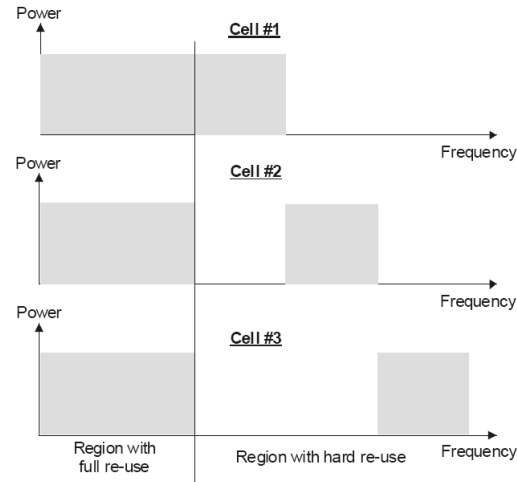 Power
Cell #1
Frequency
Power
Cell #2
Frequency
Power
Cell #3
Frequency
Region with
full re-use
Region with hard re-use